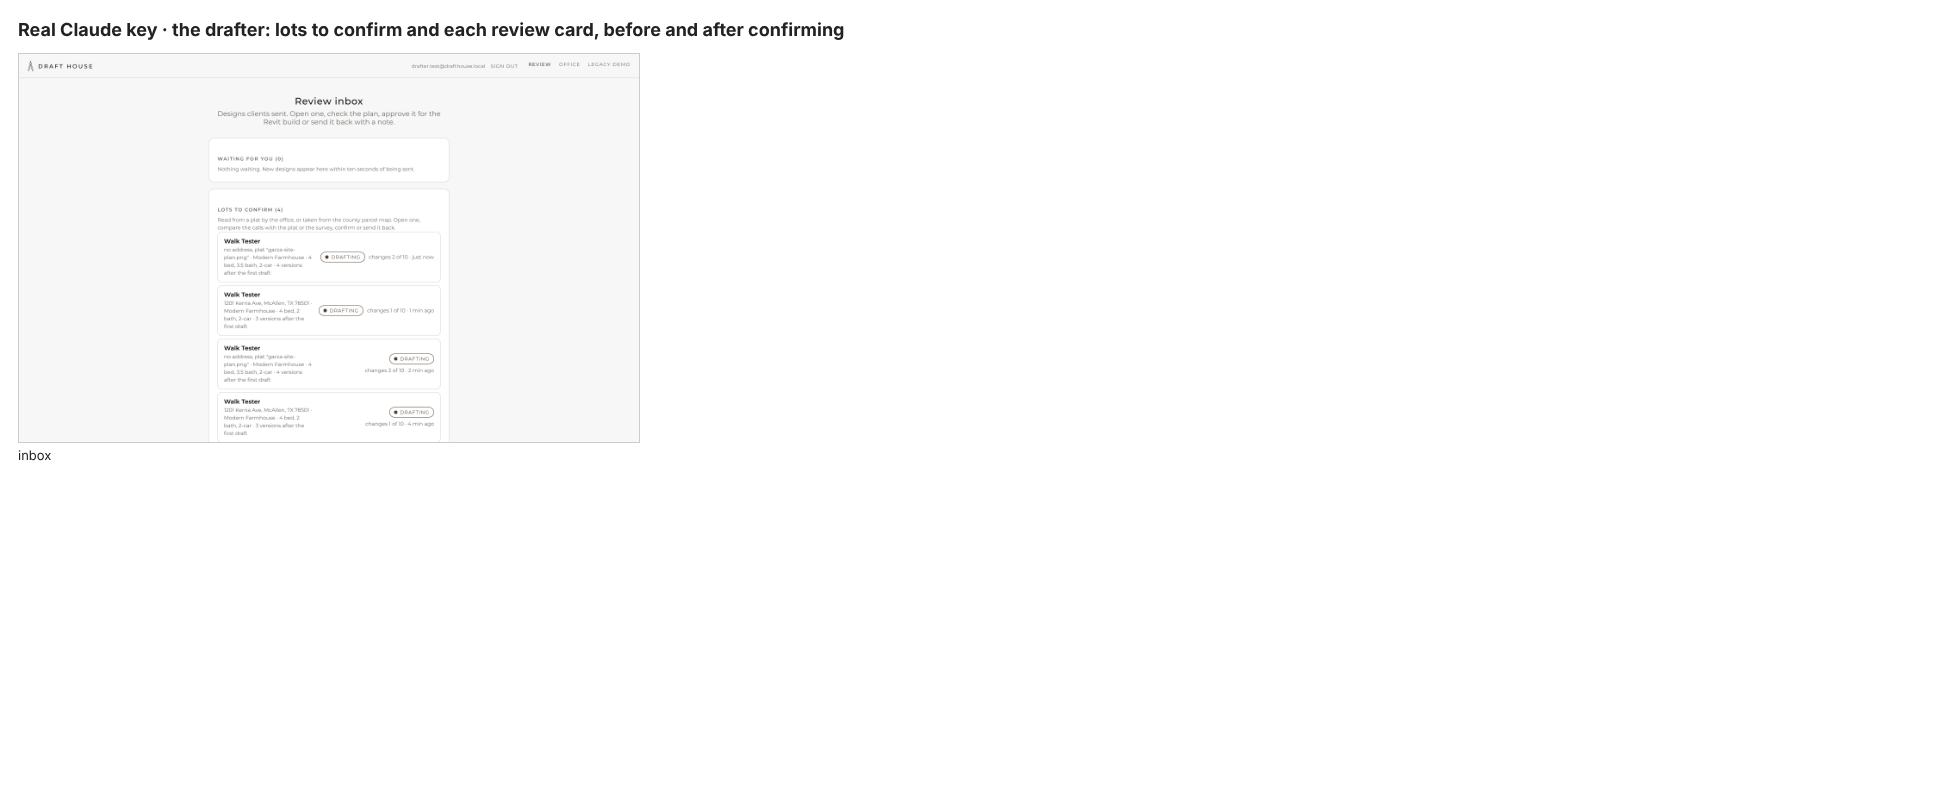 Real Claude key · the drafter: lots to confirm and each review card, before and after confirming
DRAFT HOUSE
drafter.test@drafthouse.local SIGN OUT REVIEW OFFICE LEGACY DEMO
Review inbox
Designs clients sent. Open one, check the plan, approve it for the
Revit build or send it back with a note.
WAITING FOR YOU (0)
Nothing waiting. New designs appear here within ten seconds of being sent.
LOTS TO CONFIRM (4)
Read from a plat by the office, or taken from the county parcel map. Open one,
compare the calls with the plat or the survey, confirm or send it back.
Walk Tester
no address, plat "garza-site-
plan.png" · Modern Farmhouse · 4
bed, 3.5 bath, 2-car · 4 versions
after the first draft
DRAFTING changes 2 of 10 · just now
Walk Tester
1201 Kerria Ave, McAllen, TX 78501 ·
Modern Farmhouse · 4 bed, 2
bath, 2-car · 3 versions after the
first draft
DRAFTING changes 1 of 10 · 1 min ago
Walk Tester
no address, plat "garza-site-
plan.png" · Modern Farmhouse · 4
bed, 3.5 bath, 2-car · 4 versions
after the first draft
DRAFTING
changes 2 of 10 · 2 min ago
Walk Tester
1201 Kerria Ave, McAllen, TX 78501 ·
Modern Farmhouse · 4 bed, 2
bath, 2-car · 3 versions after the
first draft
DRAFTING
changes 1 of 10 · 4 min ago
inbox